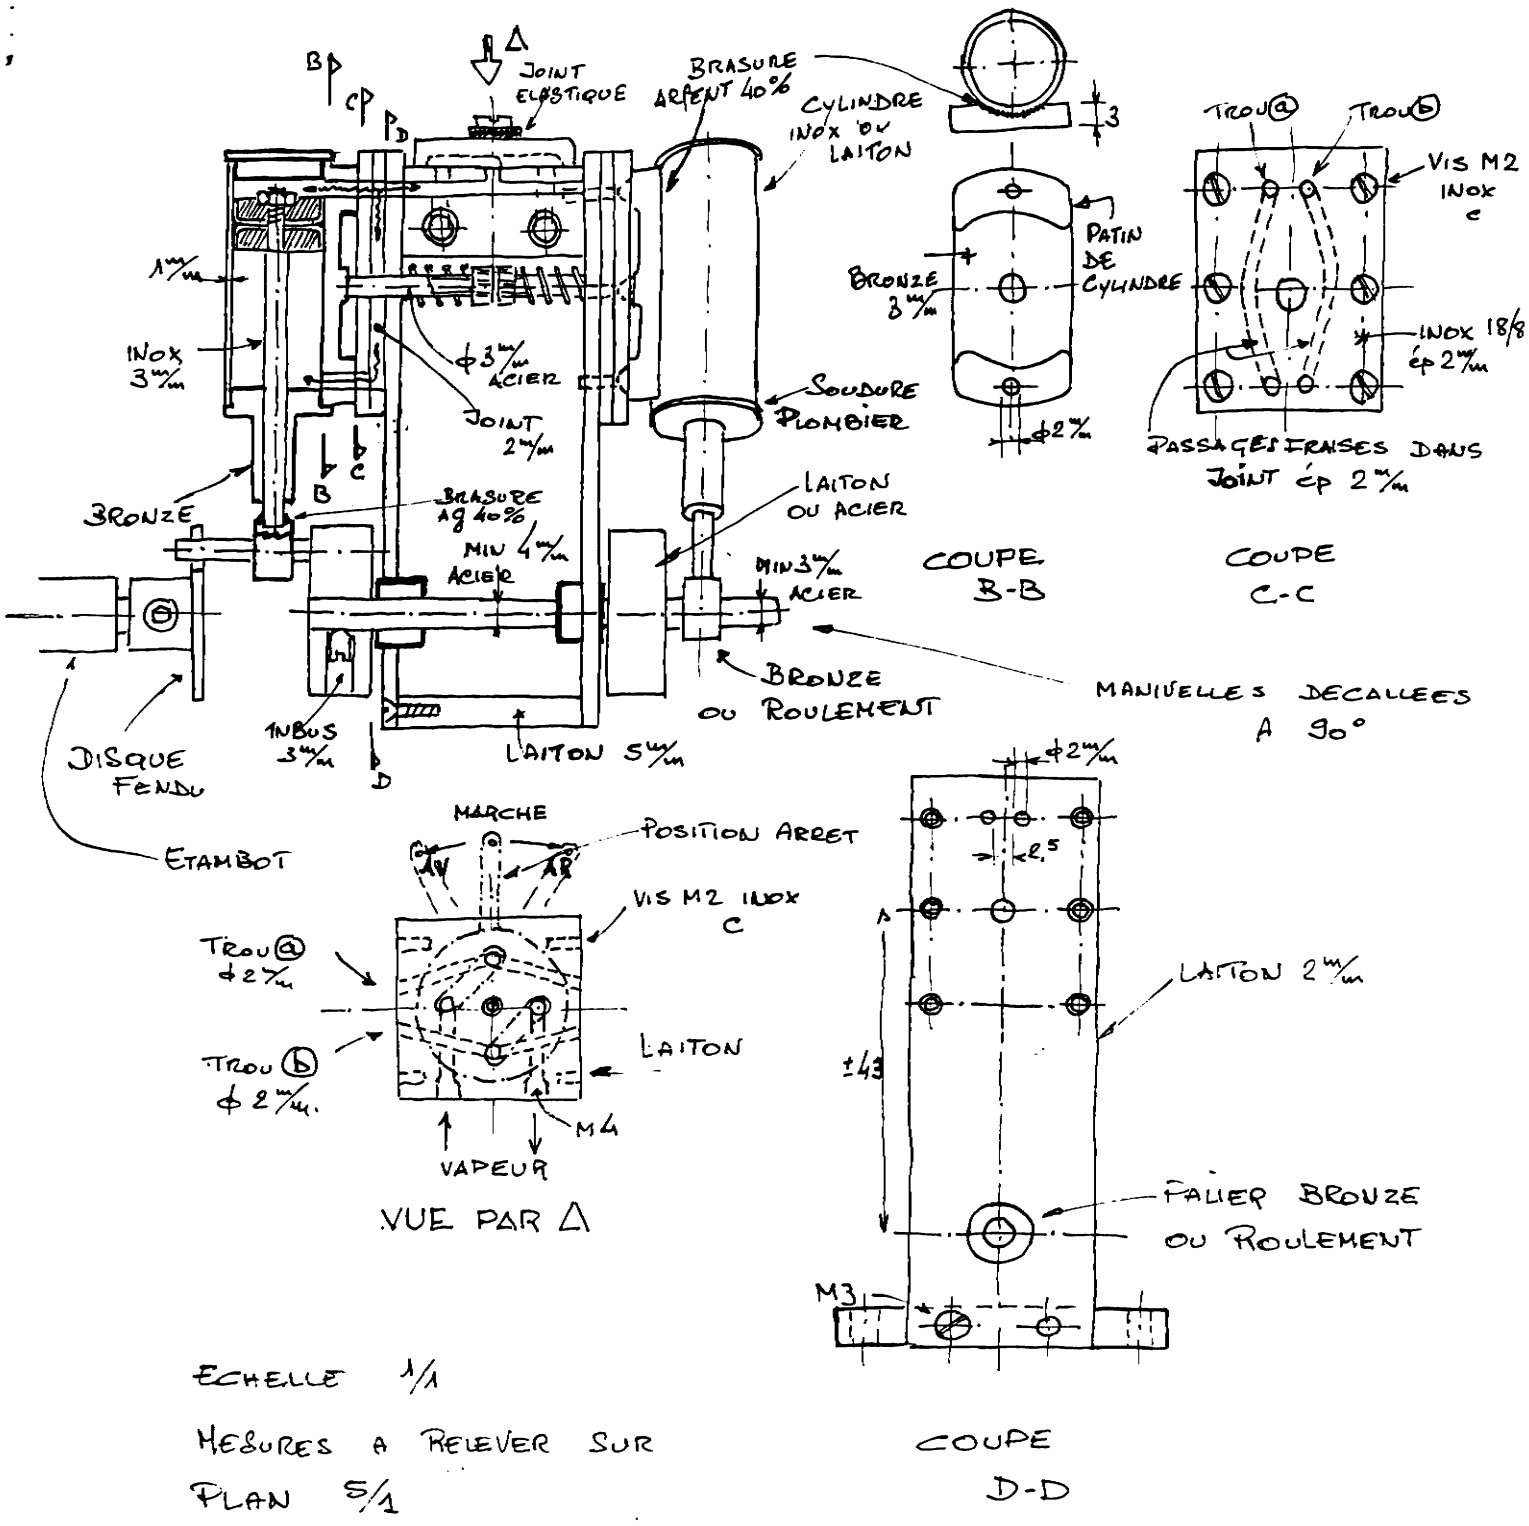 Δ
B
C
D
JOINT
ELASTIQUE
BRASURE
ARGENT 40%
CYLINDRE
INOX OU
LAITON
3
TROU ⓐ
TROU ⓑ
VIS M2
INOX
C
1 m/m
INOX
3 m/m
ϕ 3 m/m
ACIER
JOINT
2 m/m
BRONZE
3 m/m
PATIN
DE
CYLINDRE
ϕ2 m/m
INOX 18/8
ép 2 m/m
SOUDURE
PLOMBIER
PASSAGES FRAISES DANS
JOINT ép 2 m/m
B
C
BRONZE
BRASURE
Ag 40%
MIN 4 m/m
ACIER
LAITON
OU ACIER
MIN 3 m/m
ACIER
COUPE
B-B
COUPE
C-C
BRONZE
OU ROULEMENT
MANIVELLES DECALLEES
A 90°
INBUS
3 m/m
D
LAITON 5 m/m
DISQUE
FENDU
ETAMBOT
MARCHE
AV
AR
POSITION ARRET
VIS M2 INOX
C
TROU ⓐ
ϕ 2 m/m
TROU ⓑ
ϕ 2 m/m.
LAITON
M4
VAPEUR
VUE PAR Δ
ϕ2 m/m
2,5
LAITON 2 m/m
±43
PALIER BRONZE
OU ROULEMENT
M3
ECHELLE 1/1
MESURES A RELEVER SUR
PLAN 5/1
COUPE
D-D